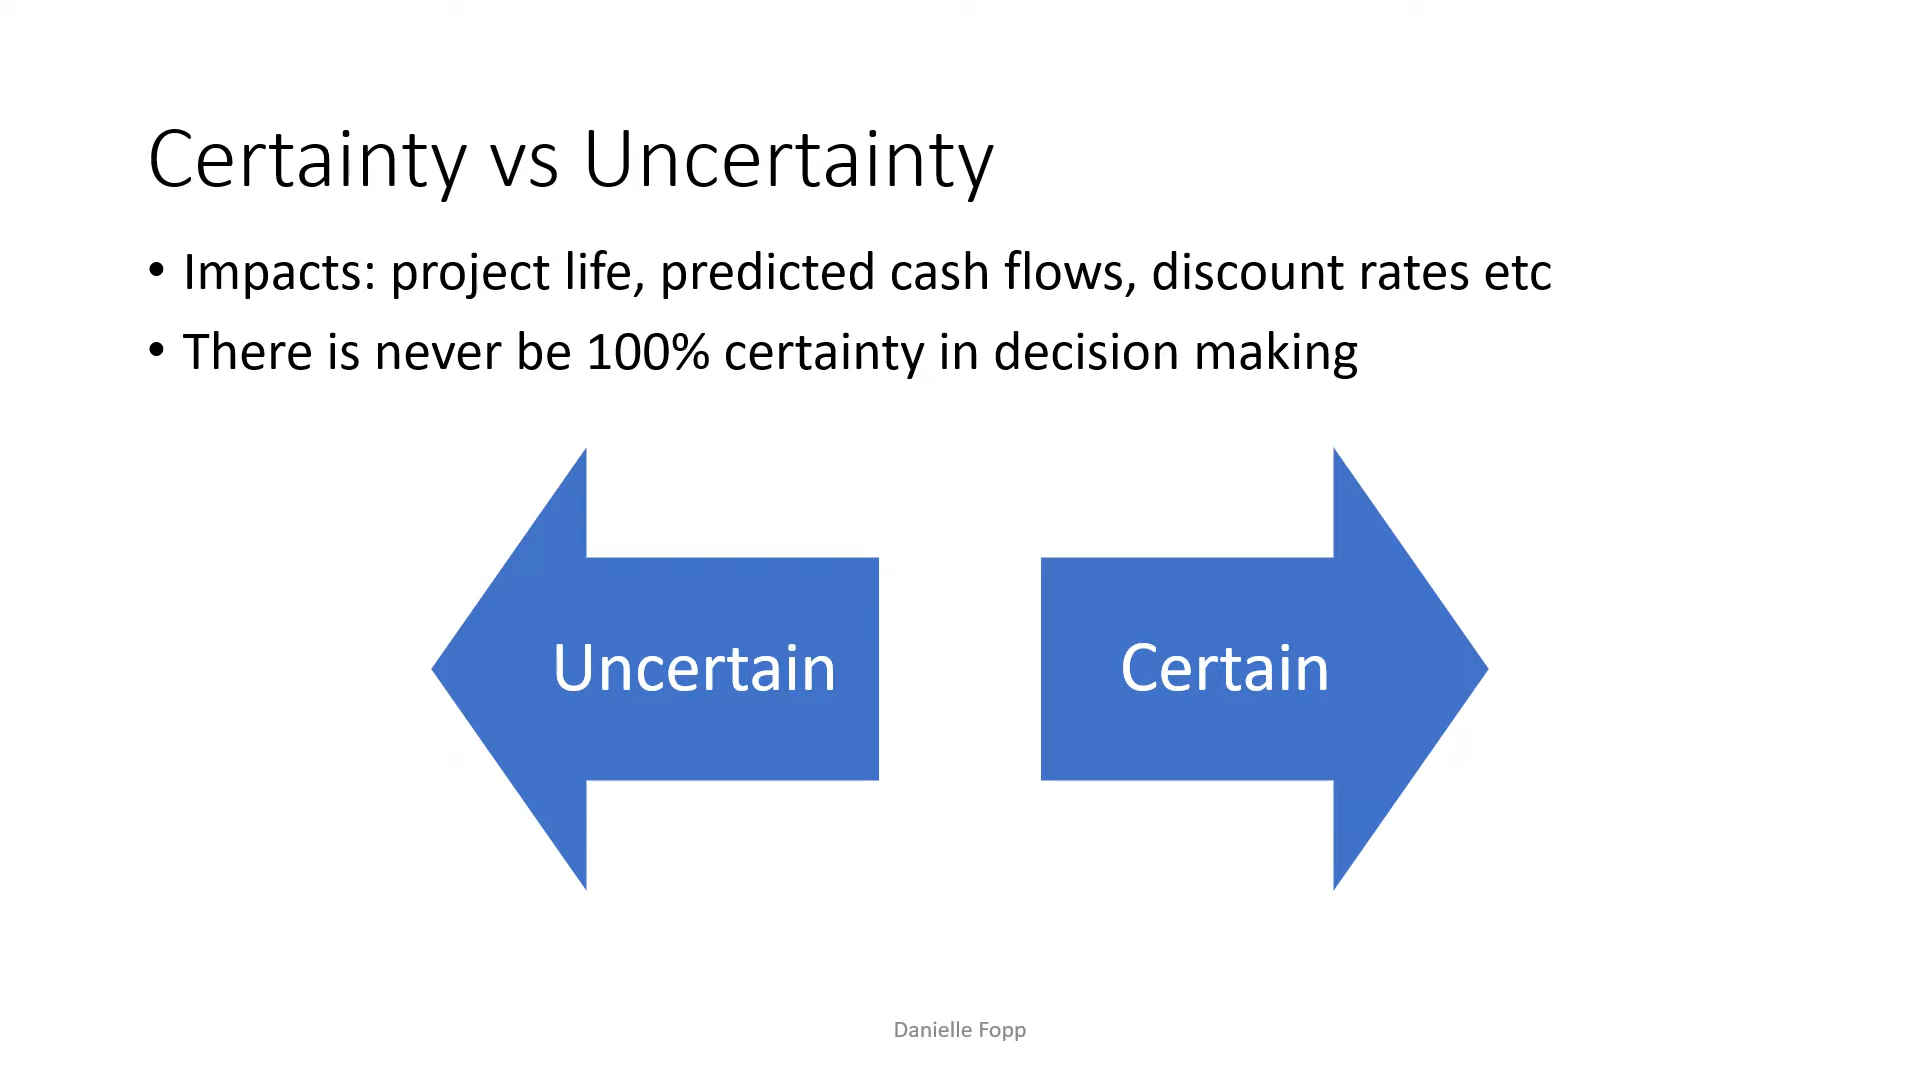 Certainty vs Uncertainty
• Impacts: project life, predicted cash flows, discount rates etc
• There is never be 100% certainty in decision making
Uncertain
Certain
Danielle Fopp